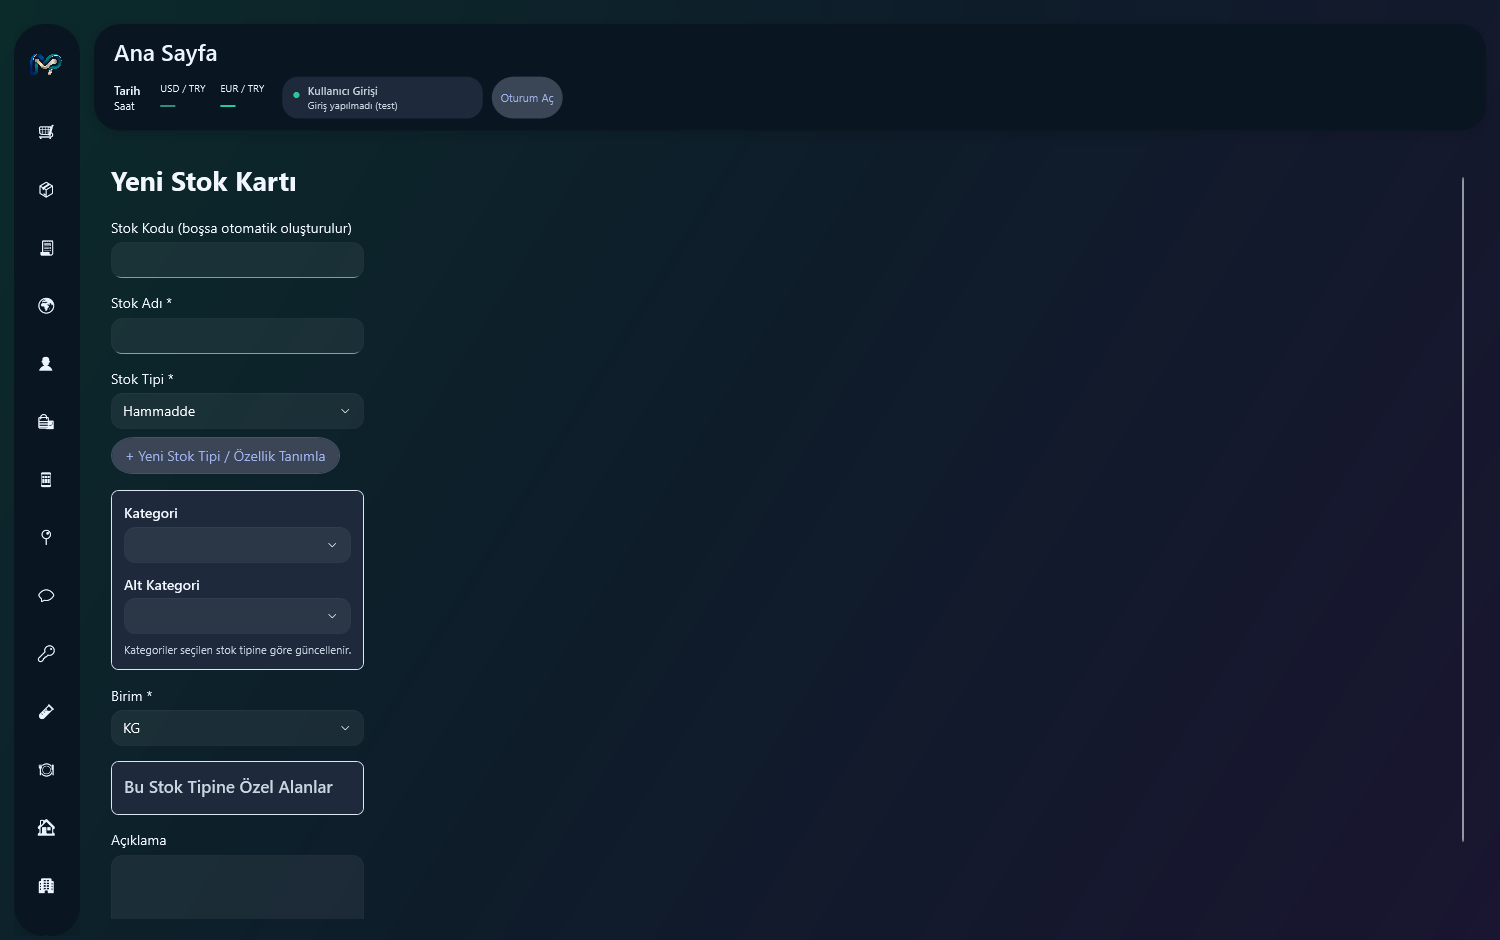 Ana Sayfa
Tarih
Saat
USD / TRY
—
EUR / TRY
—
Kullanıcı Girişi
Giriş yapılmadı (test)
Oturum Aç
Yeni Stok Kartı
Stok Kodu (boşsa otomatik oluşturulur)
Stok Adı *
Stok Tipi *
Hammadde
+ Yeni Stok Tipi / Özellik Tanımla
Kategori
Alt Kategori
Kategoriler seçilen stok tipine göre güncellenir.
Birim *
KG
Bu Stok Tipine Özel Alanlar
Açıklama